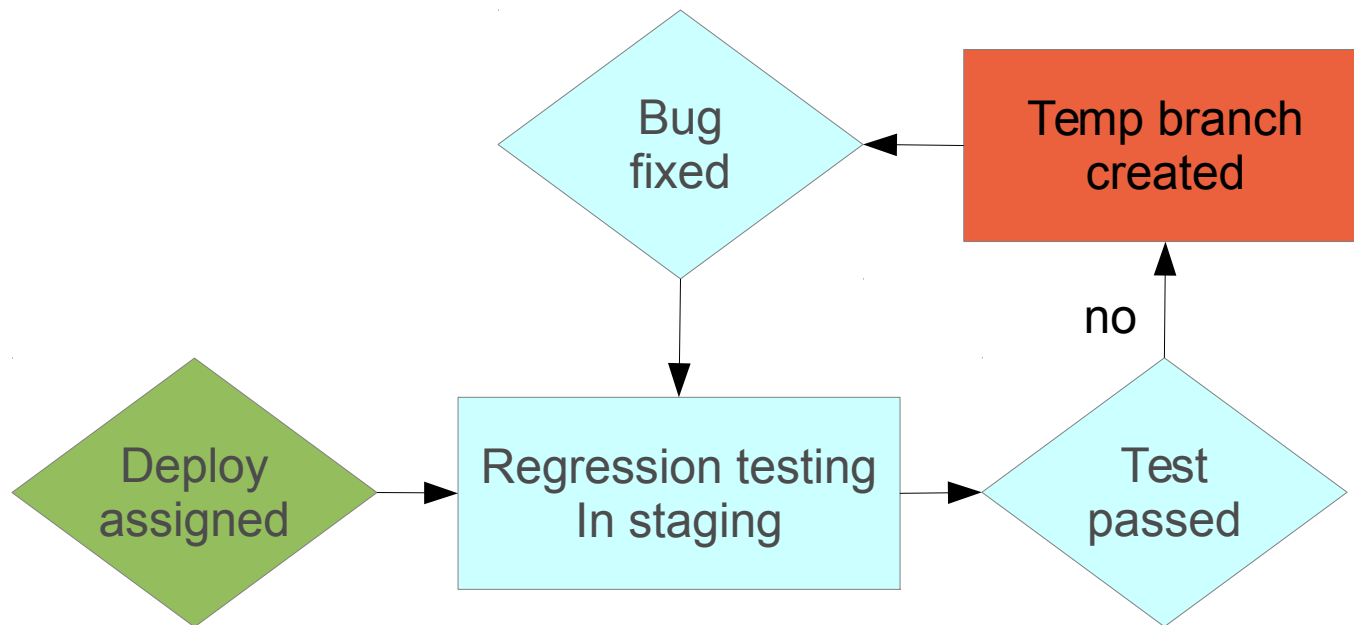 Bug
fixed
Temp branch
created
no
Deploy
assigned
Regression testing
In staging
Test
passed